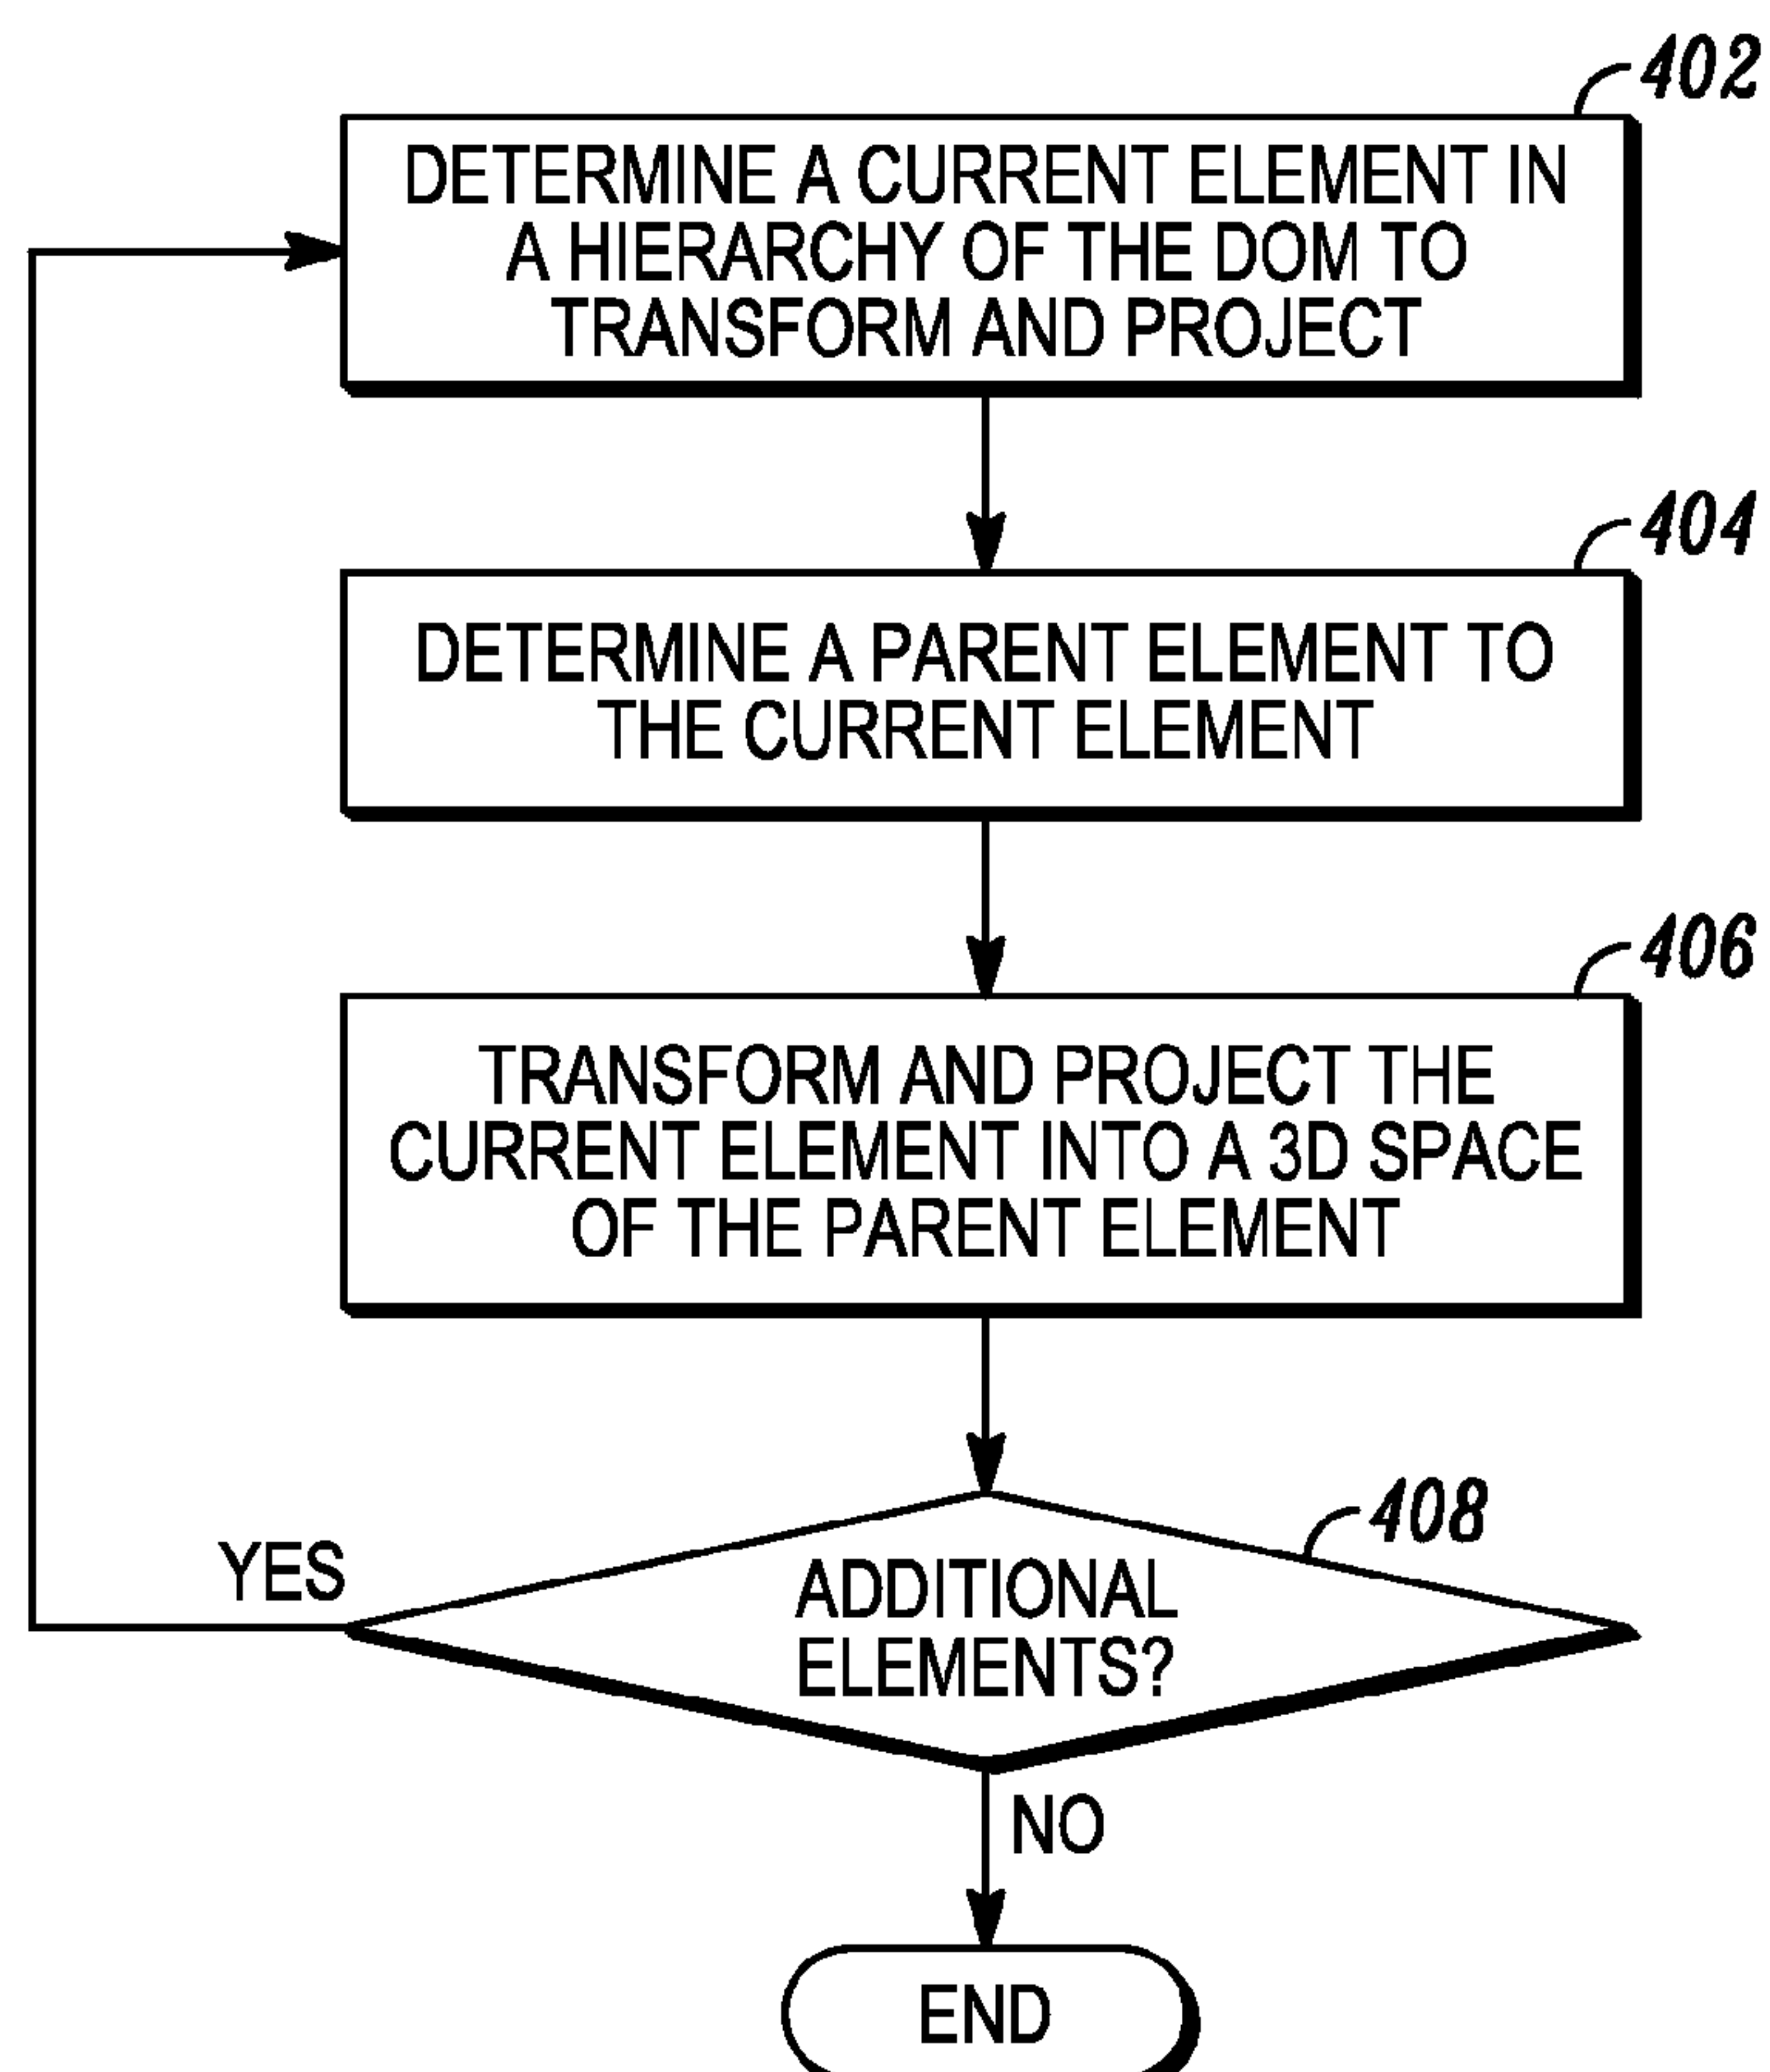 402
DETERMINE A CURRENT ELEMENT IN
A HIERARCHY OF THE DOM TO
TRANSFORM AND PROJECT
404
DETERMINE A PARENT ELEMENT TO
THE CURRENT ELEMENT
406
TRANSFORM AND PROJECT THE
CURRENT ELEMENT INTO A 3D SPACE
OF THE PARENT ELEMENT
408
YES
ADDITIONAL
ELEMENTS?
NO
END